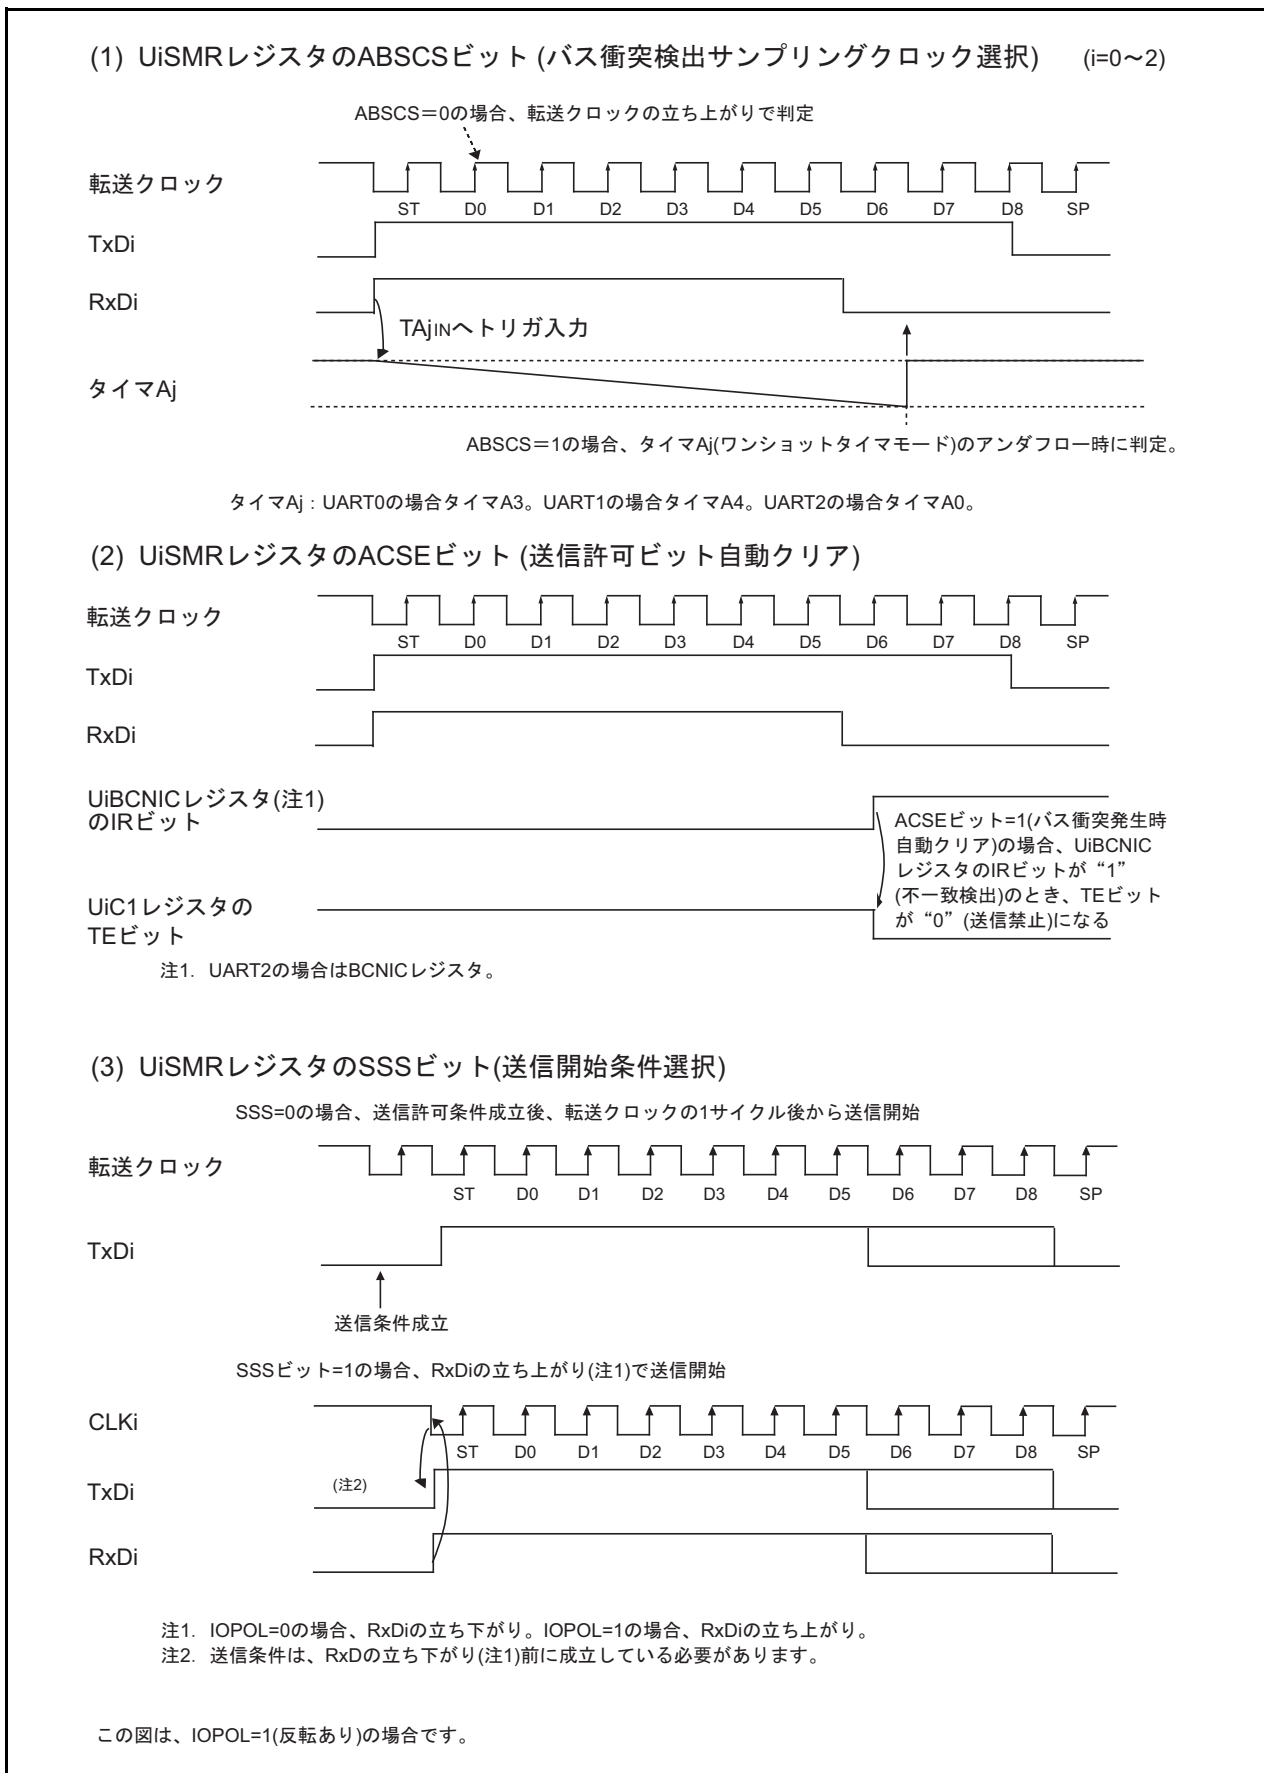 (1) UiSMRレジスタのABSCSビット (バス衝突検出サンプリングクロック選択) (i=0～2)
ABSCS＝0の場合、転送クロックの立ち上がりで判定
転送クロック
ST D0 D1 D2 D3 D4 D5 D6 D7 D8 SP
TxDi
RxDi
TAjINへトリガ入力
タイマAj
ABSCS＝1の場合、タイマAj(ワンショットタイマモード)のアンダフロー時に判定。
タイマAj：UART0の場合タイマA3。UART1の場合タイマA4。UART2の場合タイマA0。
(2) UiSMRレジスタのACSEビット (送信許可ビット自動クリア)
転送クロック
ST D0 D1 D2 D3 D4 D5 D6 D7 D8 SP
TxDi
RxDi
UiBCNICレジスタ(注1)
のIRビット
ACSEビット=1(バス衝突発生時
自動クリア)の場合、UiBCNIC
レジスタのIRビットが“1”
(不一致検出)のとき、TEビット
が“0”(送信禁止)になる
UiC1レジスタの
TEビット
注1. UART2の場合はBCNICレジスタ。
(3) UiSMRレジスタのSSSビット(送信開始条件選択)
SSS=0の場合、送信許可条件成立後、転送クロックの1サイクル後から送信開始
転送クロック
ST D0 D1 D2 D3 D4 D5 D6 D7 D8 SP
TxDi
送信条件成立
SSSビット=1の場合、RxDiの立ち上がり(注1)で送信開始
CLKi
ST D0 D1 D2 D3 D4 D5 D6 D7 D8 SP
TxDi
(注2)
RxDi
注1. IOPOL=0の場合、RxDiの立ち下がり。IOPOL=1の場合、RxDiの立ち上がり。
注2. 送信条件は、RxDの立ち下がり(注1)前に成立している必要があります。
この図は、IOPOL=1(反転あり)の場合です。